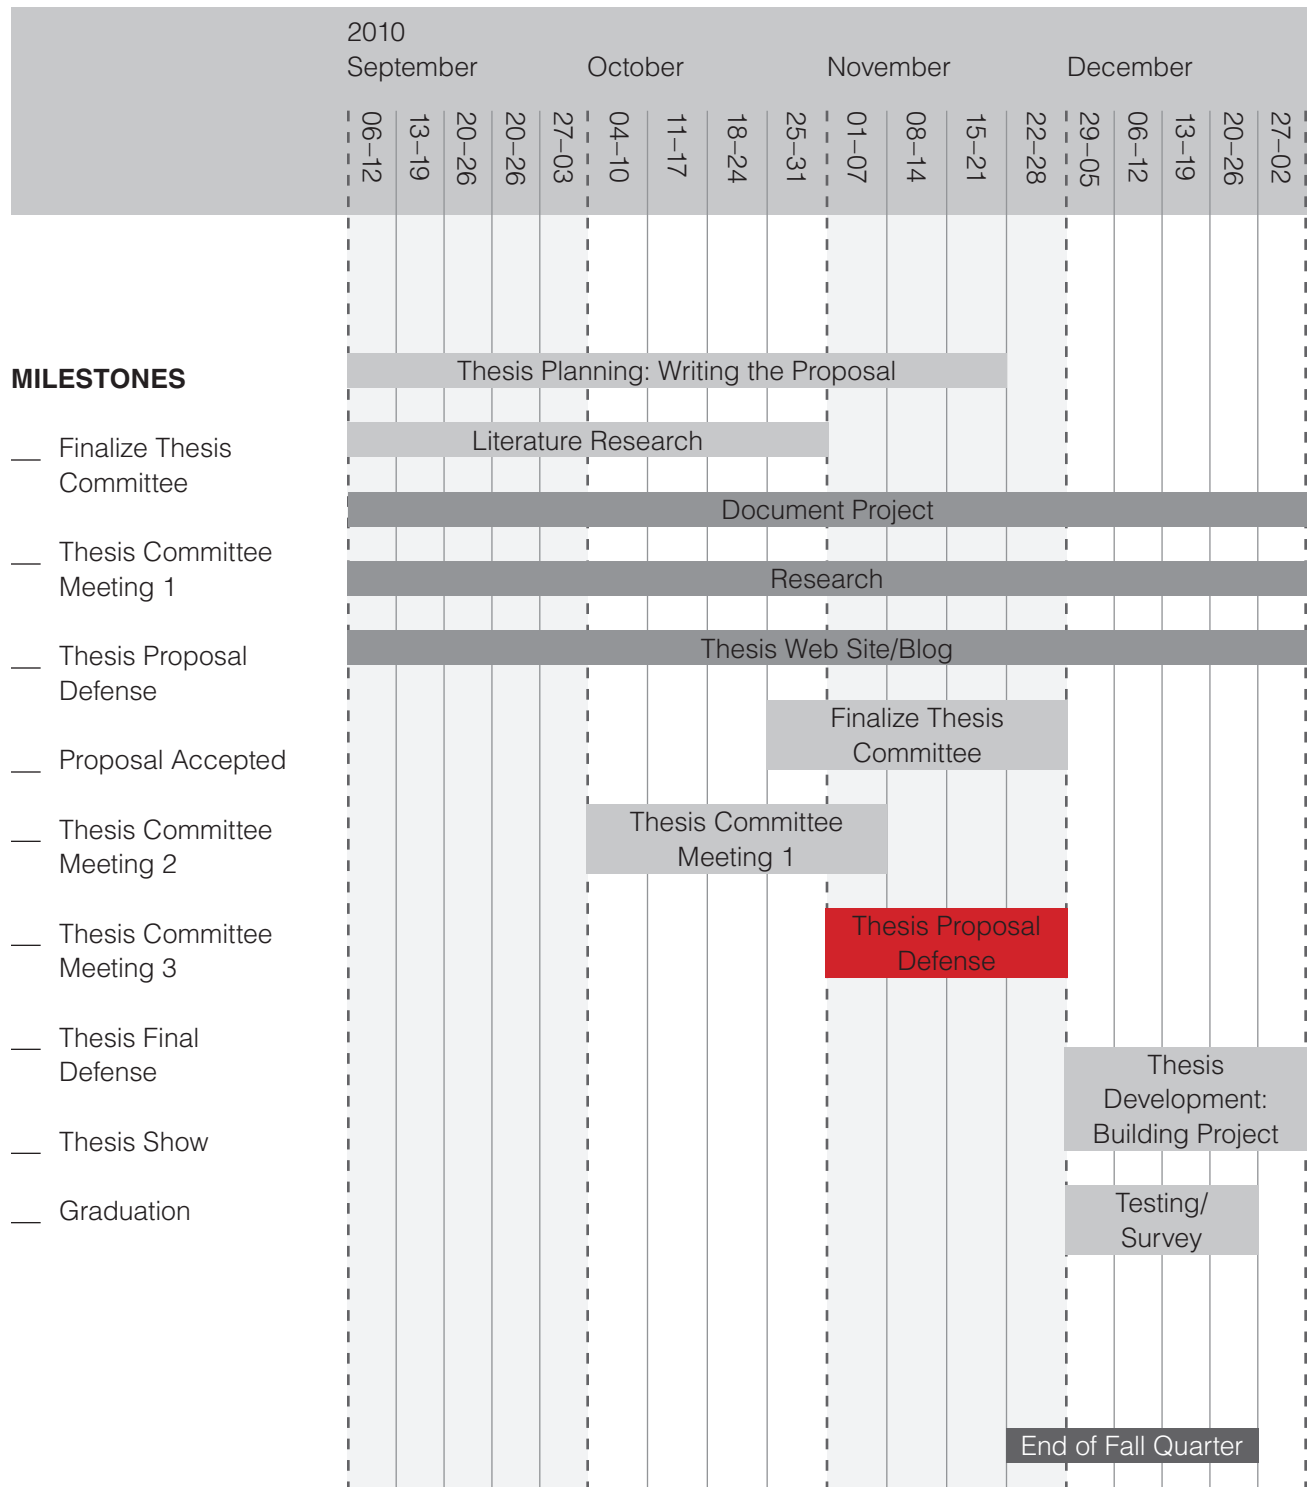 2010
September October November December
06–12 13–19 20–26 20–26 27–03 04–10 11–17 18–24 25–31 01–07 08–14 15–21 22–28 29–05 06–12 13–19 20–26 27–02
MILESTONES
__ Finalize Thesis
Committee
__ Thesis Committee
Meeting 1
__ Thesis Proposal
Defense
__ Proposal Accepted
__ Thesis Committee
Meeting 2
__ Thesis Committee
Meeting 3
__ Thesis Final
Defense
__ Thesis Show
__ Graduation
Thesis Planning: Writing the Proposal
Literature Research
Document Project
Research
Thesis Web Site/Blog
Finalize Thesis
Committee
Thesis Committee
Meeting 1
Thesis Proposal
Defense
Thesis
Development:
Building Project
Testing/
Survey
End of Fall Quarter